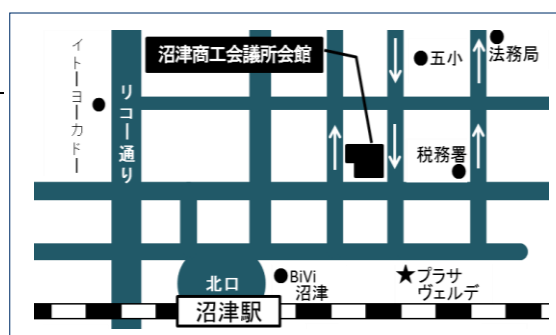 沼津商工会議所会館
五小
法務局
イトーヨーカドー
リコー通り
税務署
北口
BiVi
沼津
★プラサ
ヴェルデ
沼津駅